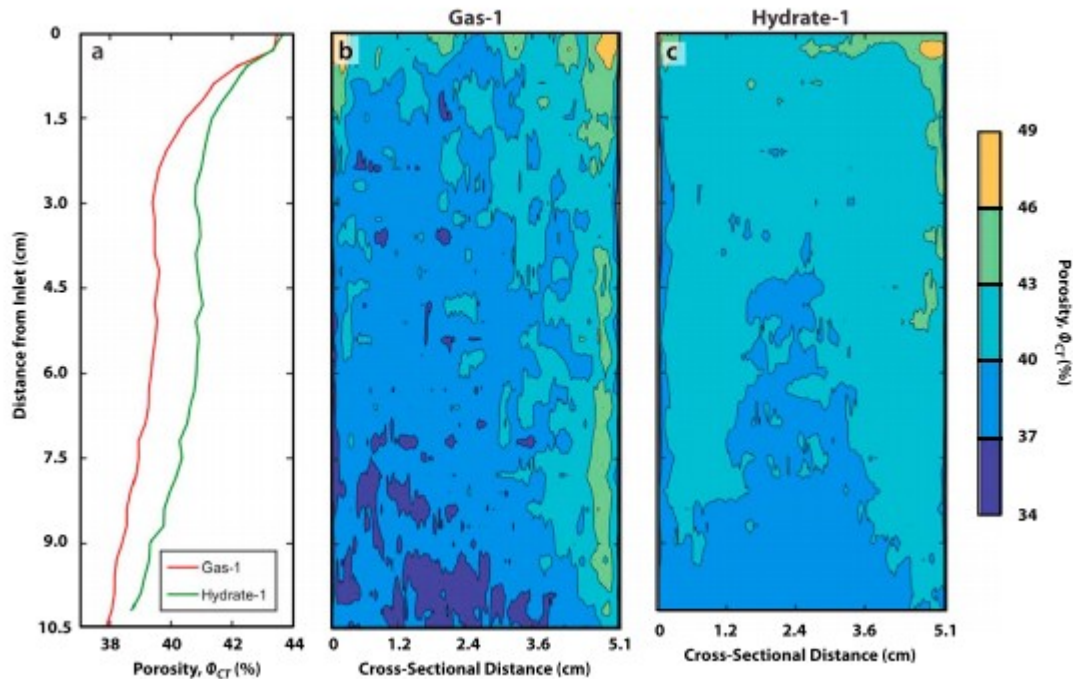 Gas-1
Hydrate-1
a
b
c
0
1.5
3.0
4.5
6.0
7.5
9.0
10.5
Distance from Inlet (cm)
Gas-1
Hydrate-1
38
40
42
44
Porosity, Φ_CT (%)
0
1.2
2.4
3.6
5.1
Cross-Sectional Distance (cm)
0
1.2
2.4
3.6
5.1
Cross-Sectional Distance (cm)
49
46
43
40
37
34
Porosity, Φ_CT (%)